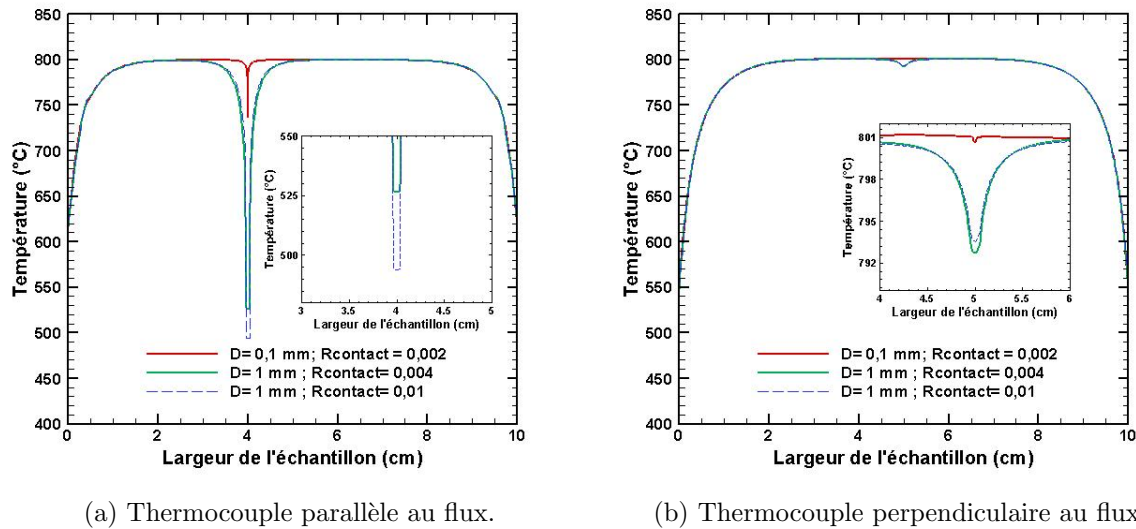 850
800
750
700
650
600
550
500
450
400
Température (°C)
0 2 4 6 8 10
Largeur de l'échantillon (cm)
550
525
500
Température (°C)
3 3.5 4 4.5 5
Largeur de l'échantillon (cm)
D= 0,1 mm; Rcontact = 0,002
D= 1 mm ; Rcontact= 0,004
D= 1 mm ; Rcontact= 0,01
(a) Thermocouple parallèle au flux.
850
800
750
700
650
600
550
500
450
400
Température (°C)
0 2 4 6 8 10
Largeur de l'échantillon (cm)
801
798
795
792
Température (°C)
4 4.5 5 5.5 6
Largeur de l'échantillon (cm)
D= 0,1 mm; Rcontact = 0,002
D= 1 mm ; Rcontact= 0,004
D= 1 mm ; Rcontact= 0,01
(b) Thermocouple perpendiculaire au flux